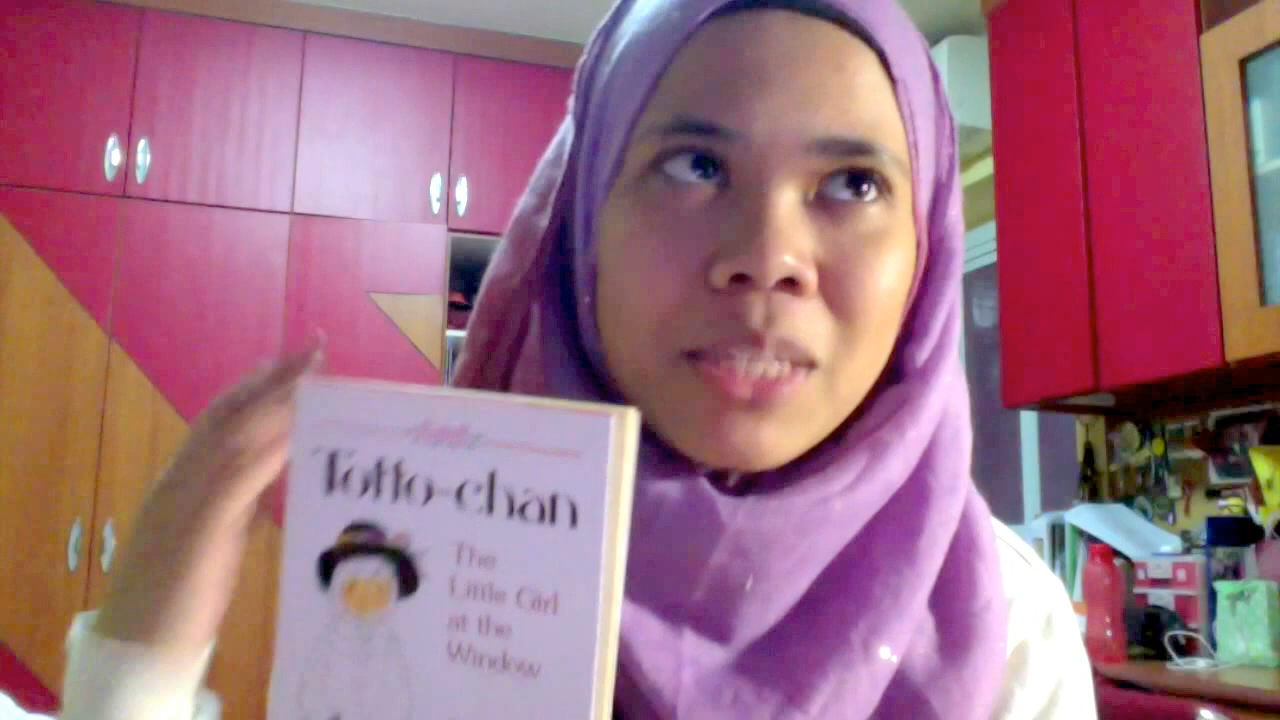 Totto-chan
The
Little Girl
at the
Window